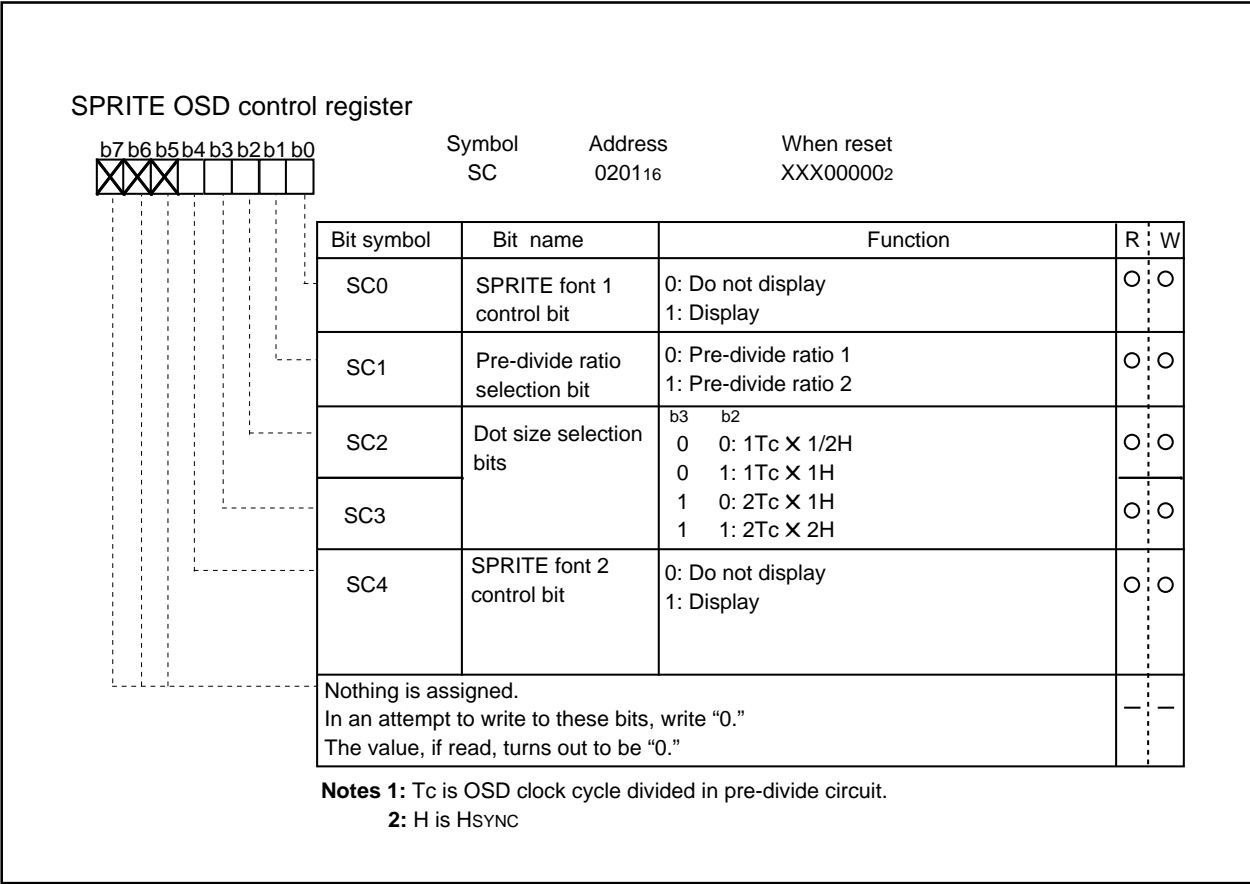 SPRITE OSD control register
b7 b6 b5 b4 b3 b2 b1 b0
Symbol Address When reset
SC 020116 XXX000002
Bit symbol Bit name Function R W
SC0 SPRITE font 1 control bit 0: Do not display O O
1: Display
SC1 Pre-divide ratio selection bit 0: Pre-divide ratio 1 O O
1: Pre-divide ratio 2
b3 b2
SC2 Dot size selection bits 0 0: 1Tc X 1/2H O O
0 1: 1Tc X 1H
SC3 1 0: 2Tc X 1H O O
1 1: 2Tc X 2H
SC4 SPRITE font 2 control bit 0: Do not display O O
1: Display
Nothing is assigned.
In an attempt to write to these bits, write “0.” — —
The value, if read, turns out to be “0.”
Notes 1: Tc is OSD clock cycle divided in pre-divide circuit.
2: H is HSYNC